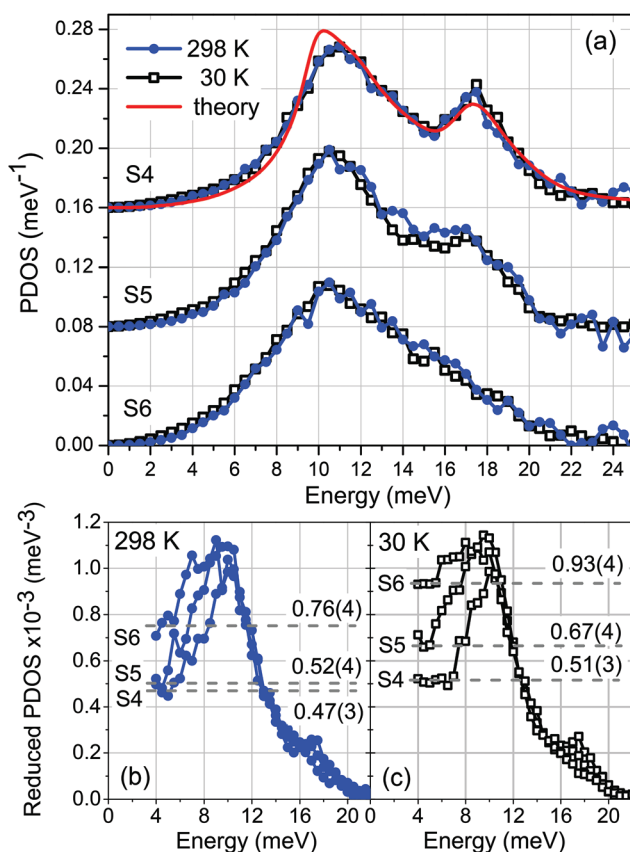 (a)
298 K
30 K
theory
S4
S5
S6
PDOS (meV⁻¹)
0.28
0.24
0.20
0.16
0.12
0.08
0.04
0.00
0 2 4 6 8 10 12 14 16 18 20 22 24
Energy (meV)
298 K (b)
Reduced PDOS x10⁻³ (meV⁻³)
1.2
1.0
0.8
0.6
0.4
0.2
0.0
S6
S5
S4
0.76(4)
0.52(4)
0.47(3)
0 4 8 12 16 20
Energy (meV)
30 K (c)
S6
S5
S4
0.93(4)
0.67(4)
0.51(3)
0 4 8 12 16 20
Energy (meV)